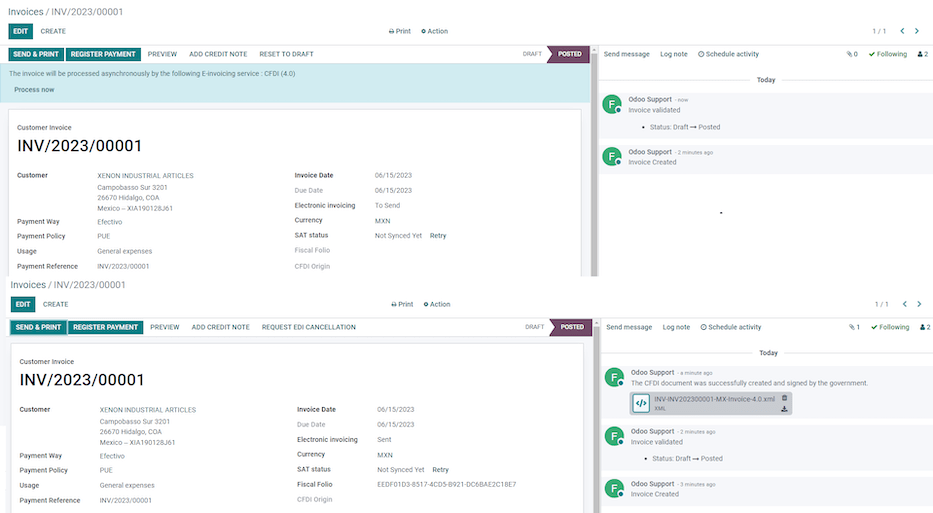 Invoices / INV/2023/00001
EDIT CREATE Print Action 1 / 1
SEND & PRINT REGISTER PAYMENT PREVIEW ADD CREDIT NOTE RESET TO DRAFT DRAFT POSTED
Send message Log note Schedule activity 0 Following 2
The invoice will be processed asynchronously by the following E-invoicing service : CFDI (4.0)
Process now
Customer Invoice
INV/2023/00001
Customer XENON INDUSTRIAL ARTICLES
Campobasso Sur 3201
26670 Hidalgo, COA
Mexico – XIA190128J61
Payment Way Efectivo
Payment Policy PUE
Usage General expenses
Payment Reference INV/2023/00001
Invoice Date 06/15/2023
Due Date 06/15/2023
Electronic invoicing To Send
Currency MXN
SAT status Not Synced Yet Retry
Fiscal Folio
CFDI Origin
Today
F
Odoo Support - now
Invoice validated
• Status: Draft → Posted
F
Odoo Support - 2 minutes ago
Invoice Created
Invoices / INV/2023/00001
EDIT CREATE Print Action 1 / 1
SEND & PRINT REGISTER PAYMENT PREVIEW ADD CREDIT NOTE REQUEST EDI CANCELLATION DRAFT POSTED
Send message Log note Schedule activity 1 Following 2
Customer Invoice
INV/2023/00001
Customer XENON INDUSTRIAL ARTICLES
Campobasso Sur 3201
26670 Hidalgo, COA
Mexico – XIA190128J61
Payment Way Efectivo
Payment Policy PUE
Usage General expenses
Payment Reference INV/2023/00001
Invoice Date 06/15/2023
Due Date 06/15/2023
Electronic invoicing Sent
Currency MXN
SAT status Not Synced Yet Retry
Fiscal Folio EEDF01D3-8517-4CD5-B921-DC6BAE2C18E7
CFDI Origin
Today
F
Odoo Support - a minute ago
The CFDI document was successfully created and signed by the government.
INV-INV202300001-MX-Invoice-4.0.xml
XML
F
Odoo Support - 2 minutes ago
Invoice validated
• Status: Draft → Posted
F
Odoo Support - 3 minutes ago
Invoice Created